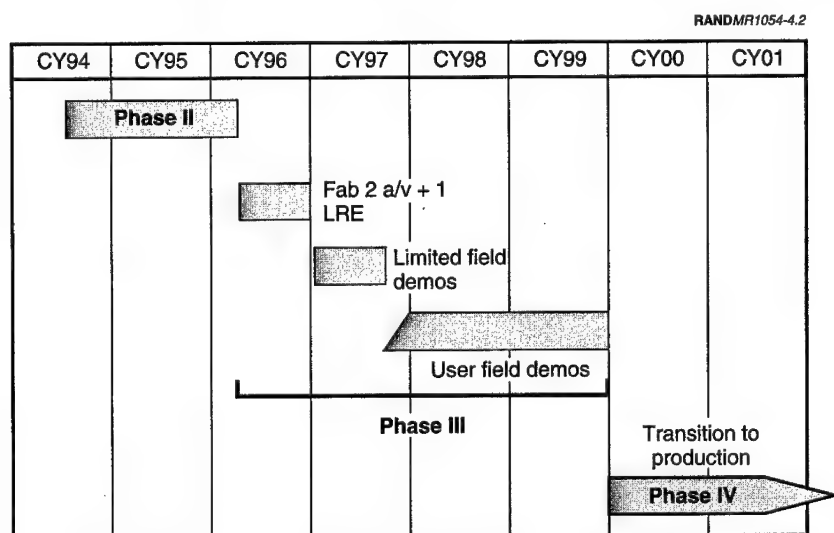 RANDMR1054-4.2
CY94 CY95 CY96 CY97 CY98 CY99 CY00 CY01
Phase II
Fab 2 a/v + 1
LRE
Limited field
demos
User field demos
Phase III
Transition to
production
Phase IV